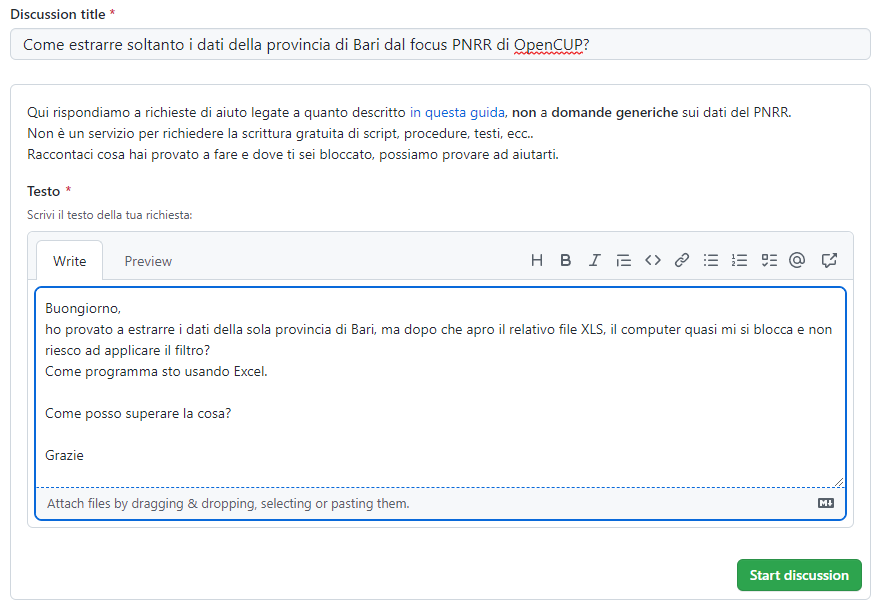 Discussion title *
Come estrarre soltanto i dati della provincia di Bari dal focus PNRR di OpenCUP?
Qui rispondiamo a richieste di aiuto legate a quanto descritto in questa guida, non a domande generiche sui dati del PNRR.
Non è un servizio per richiedere la scrittura gratuita di script, procedure, testi, ecc..
Raccontaci cosa hai provato a fare e dove ti sei bloccato, possiamo provare ad aiutarti.
Testo *
Scrivi il testo della tua richiesta:
Write Preview
Buongiorno,
ho provato a estrarre i dati della sola provincia di Bari, ma dopo che apro il relativo file XLS, il computer quasi mi si blocca e non
riesco ad applicare il filtro?
Come programma sto usando Excel.
Come posso superare la cosa?
Grazie
Attach files by dragging & dropping, selecting or pasting them.
Start discussion